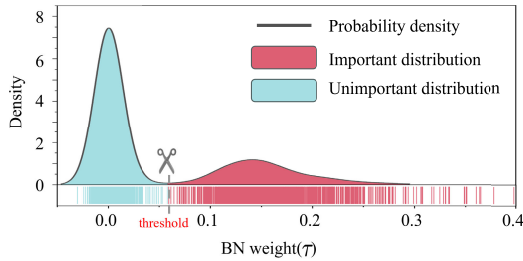 8
6
4
2
0
Density
Probability density
Important distribution
Unimportant distribution
0.0
0.1
0.2
0.3
0.4
threshold
BN weight(τ)